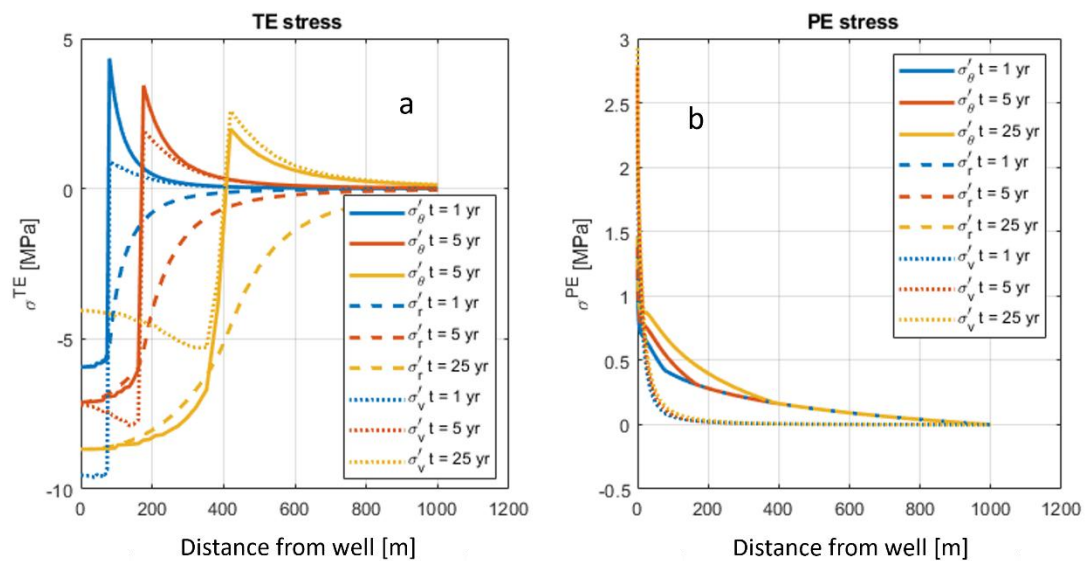 TE stress
5
0
-5
-10
σ^TE [MPa]
a
σ′θ t = 1 yr
σ′θ t = 5 yr
σ′θ t = 5 yr
σ′r t = 1 yr
σ′r t = 5 yr
σ′r t = 25 yr
σ′v t = 1 yr
σ′v t = 5 yr
σ′v t = 25 yr
0 200 400 600 800 1000 1200
Distance from well [m]
PE stress
3
2.5
2
1.5
1
0.5
0
-0.5
σ^PE [MPa]
b
σ′θ t = 1 yr
σ′θ t = 5 yr
σ′θ t = 25 yr
σ′r t = 1 yr
σ′r t = 5 yr
σ′r t = 25 yr
σ′v t = 1 yr
σ′v t = 5 yr
σ′v t = 25 yr
0 200 400 600 800 1000 1200
Distance from well [m]